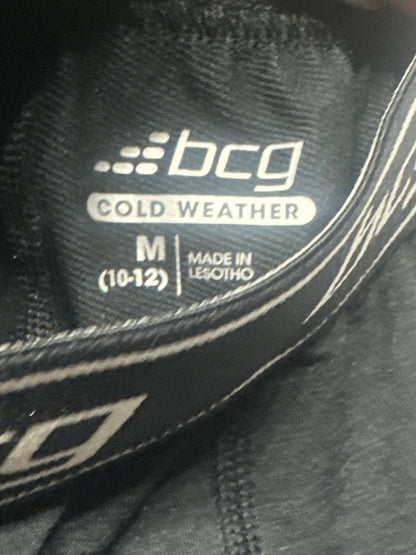 bcg
COLD WEATHER
M
(10-12)
MADE IN
LESOTHO